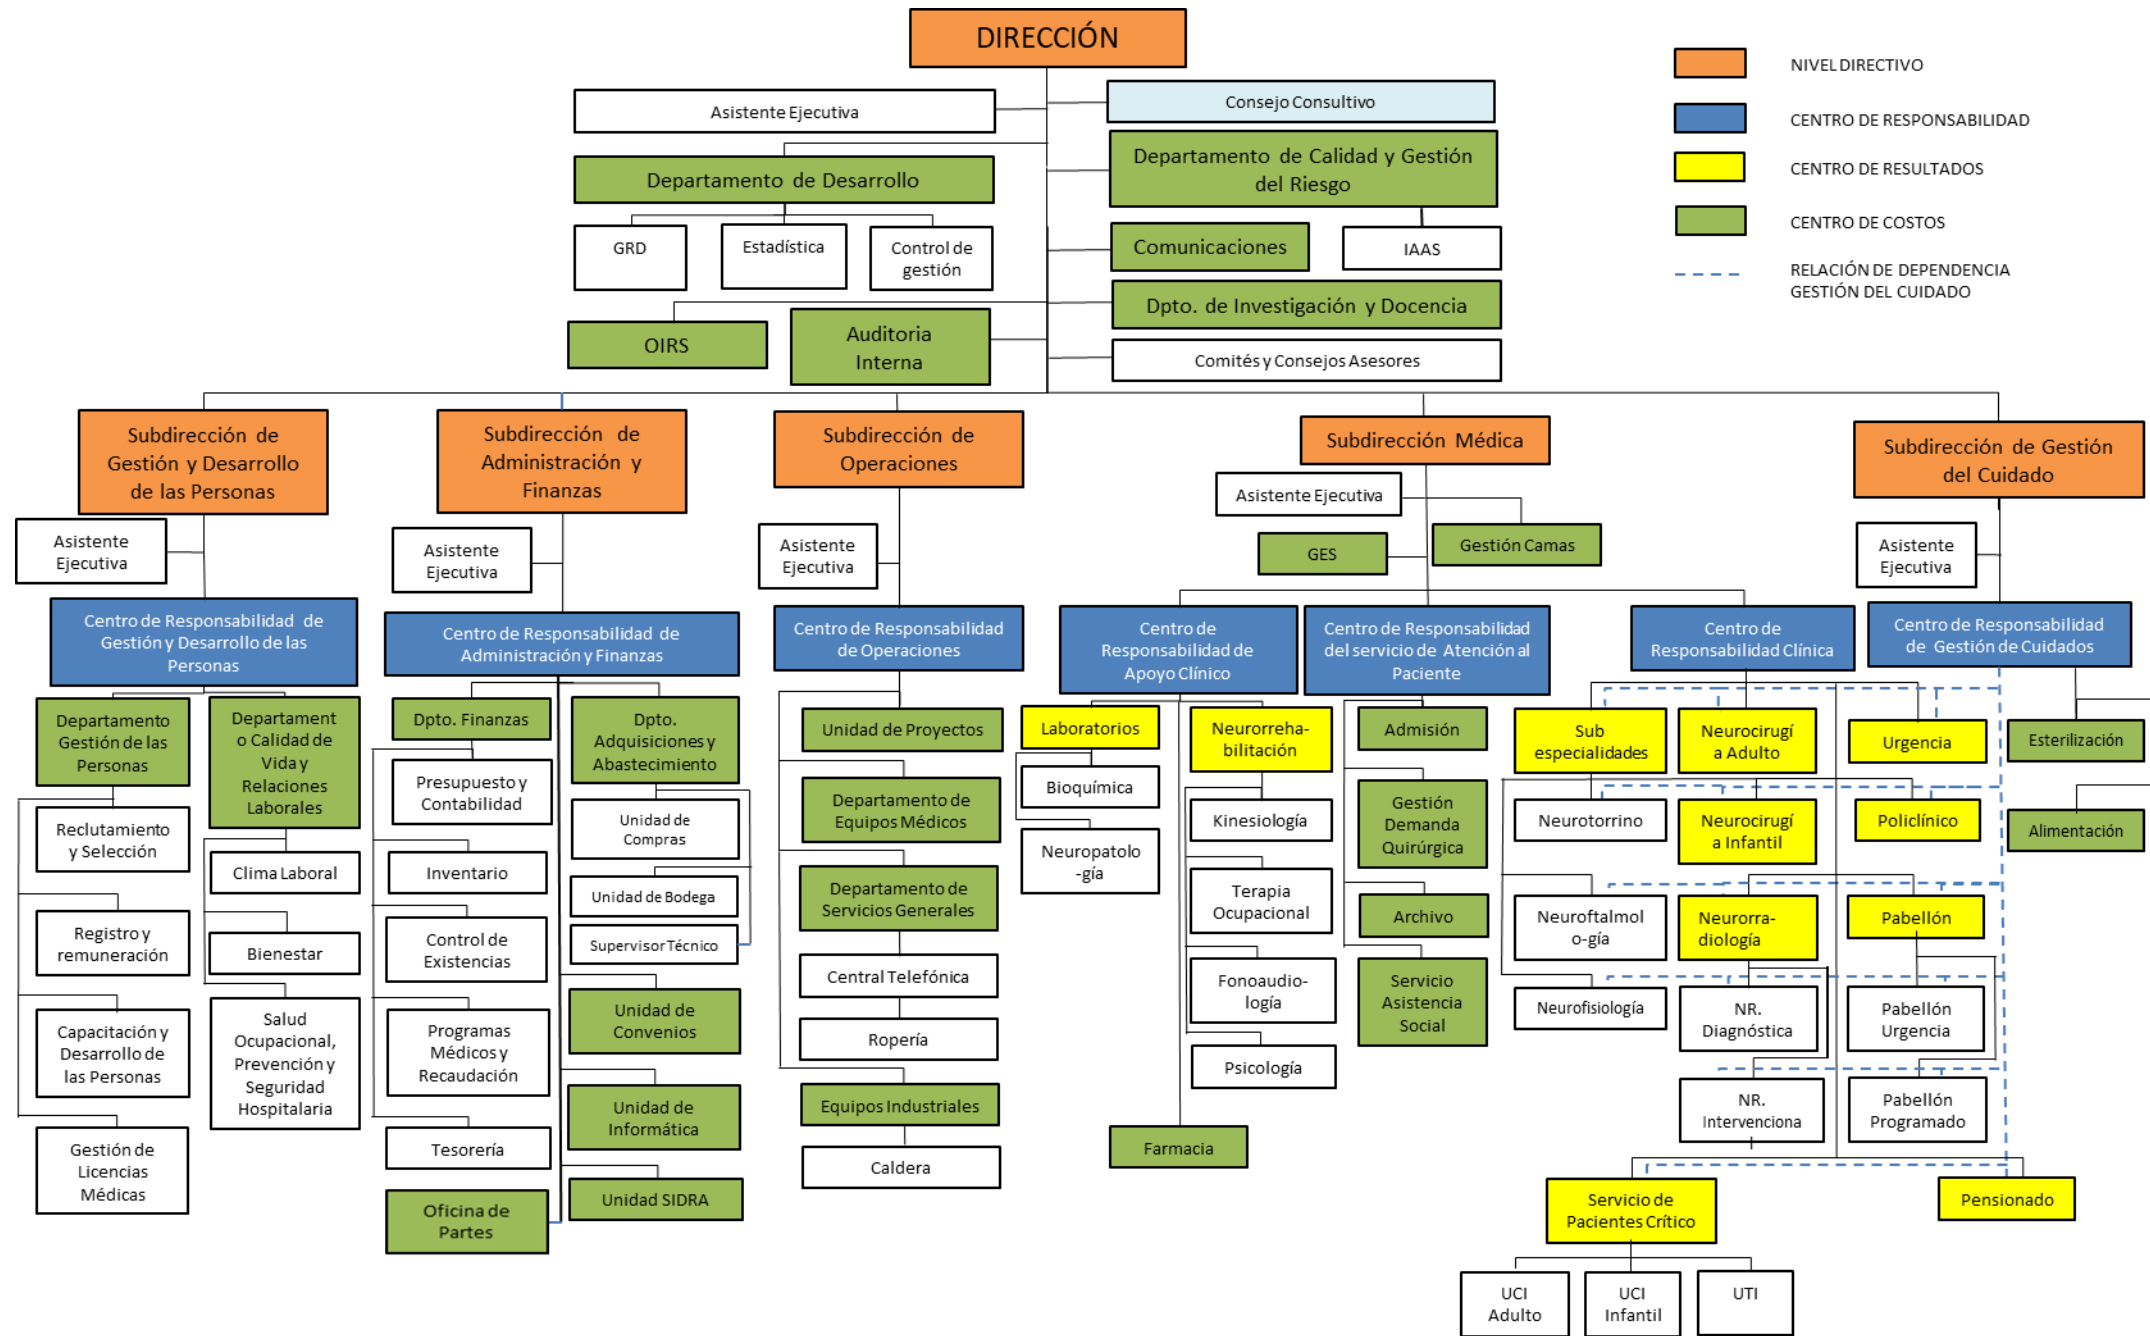 DIRECCIÓN
NIVEL DIRECTIVO
Asistente Ejecutiva
Consejo Consultivo
CENTRO DE RESPONSABILIDAD
Departamento de Desarrollo
Departamento de Calidad y Gestión
del Riesgo
CENTRO DE RESULTADOS
CENTRO DE COSTOS
GRD
Estadística
Control de
gestión
Comunicaciones
IAAS
RELACIÓN DE DEPENDENCIA
GESTIÓN DEL CUIDADO
OIRS
Auditoria
Interna
Dpto. de Investigación y Docencia
Comités y Consejos Asesores
Subdirección de
Gestión y Desarrollo
de las Personas
Subdirección de
Administración y
Finanzas
Subdirección de
Operaciones
Subdirección Médica
Subdirección de Gestión
del Cuidado
Asistente
Ejecutiva
Asistente
Ejecutiva
Asistente
Ejecutiva
Asistente Ejecutiva
GES
Gestión Camas
Asistente
Ejecutiva
Centro de Responsabilidad de
Gestión y Desarrollo de las
Personas
Centro de Responsabilidad de
Administración y Finanzas
Centro de Responsabilidad
de Operaciones
Centro de
Responsabilidad de
Apoyo Clínico
Centro de Responsabilidad
del servicio de Atención al
Paciente
Centro de
Responsabilidad Clínica
Centro de Responsabilidad
de Gestión de Cuidados
Departamento
Gestión de las
Personas
Departament
o Calidad de
Vida y
Relaciones
Laborales
Reclutamiento
y Selección
Clima Laboral
Registro y
remuneración
Bienestar
Capacitación y
Desarrollo de
las Personas
Salud
Ocupacional,
Prevención y
Seguridad
Hospitalaria
Gestión de
Licencias
Médicas
Dpto. Finanzas
Dpto.
Adquisiciones y
Abastecimiento
Presupuesto y
Contabilidad
Unidad de
Compras
Inventario
Unidad de Bodega
Control de
Existencias
Supervisor Técnico
Programas
Médicos y
Recaudación
Unidad de
Convenios
Tesorería
Unidad de
Informática
Oficina de
Partes
Unidad SIDRA
Unidad de Proyectos
Departamento de
Equipos Médicos
Departamento de
Servicios Generales
Central Telefónica
Ropería
Equipos Industriales
Caldera
Laboratorios
Neurorreha-
bilitación
Bioquímica
Kinesiología
Neuropatolo
-gía
Terapia
Ocupacional
Fonoaudio-
logía
Psicología
Farmacia
Admisión
Gestión
Demanda
Quirúrgica
Archivo
Servicio
Asistencia
Social
Sub
especialidades
Neurocirugí
a Adulto
Urgencia
Neurotorrino
Neurocirugí
a Infantil
Policlínico
Neuroftalmol
o-gía
Neurorra-
diología
Pabellón
Neurofisiología
NR.
Diagnóstica
Pabellón
Urgencia
NR.
Intervenciona
Pabellón
Programado
Servicio de
Pacientes Crítico
Pensionado
UCI
Adulto
UCI
Infantil
UTI
Esterilización
Alimentación